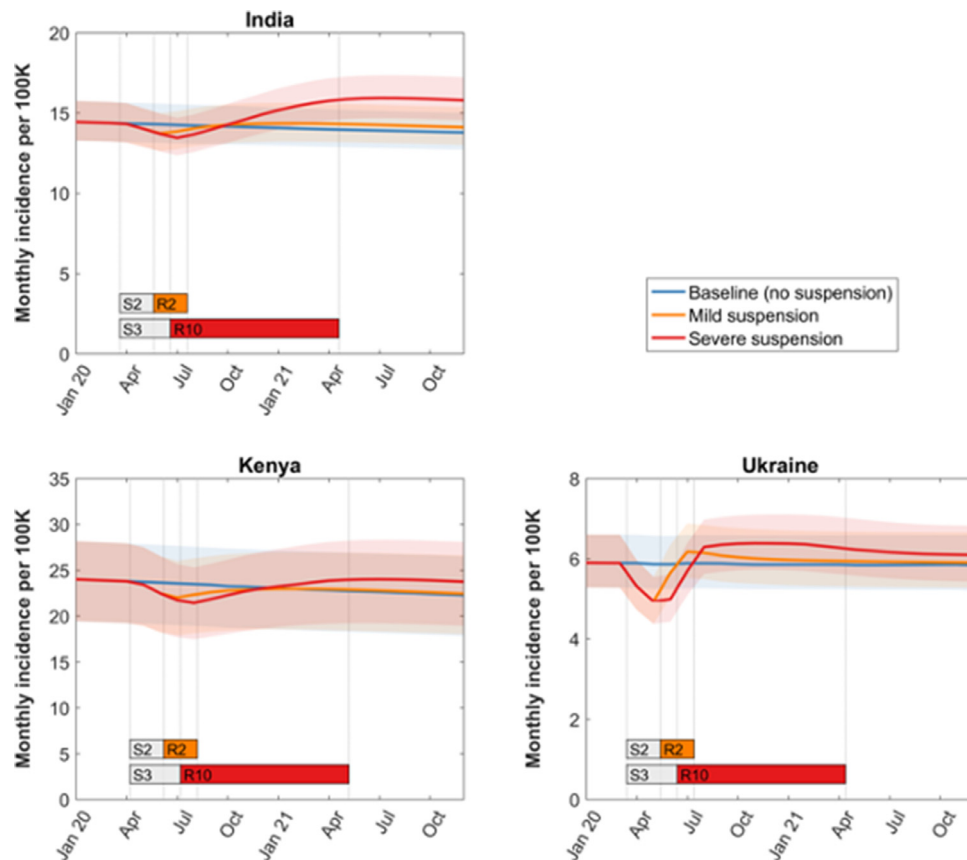 India
Monthly incidence per 100K
20
15
10
5
0
S2 R2
S3 R10
Jan 20 Apr Jul Oct Jan 21 Apr Jul Oct
Baseline (no suspension)
Mild suspension
Severe suspension
Kenya
Monthly incidence per 100K
35
30
25
20
15
10
5
0
S2 R2
S3 R10
Jan 20 Apr Jul Oct Jan 21 Apr Jul Oct
Ukraine
Monthly incidence per 100K
8
6
4
2
0
S2 R2
S3 R10
Jan 20 Apr Jul Oct Jan 21 Apr Jul Oct